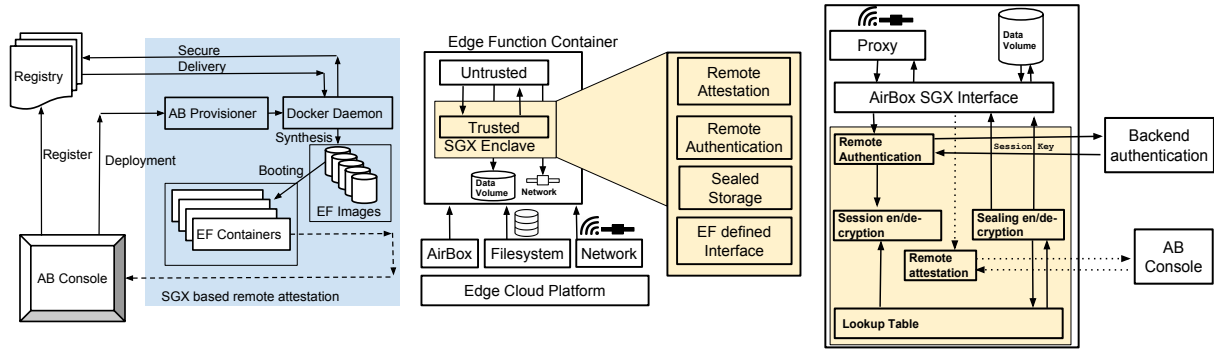 Registry
Secure
Delivery
AB Provisioner
Docker Daemon
Synthesis
Register
Deployment
Booting
EF Images
EF Containers
AB Console
SGX based remote attestation
Edge Function Container
Untrusted
Trusted
SGX Enclave
Data
Volume
Network
AirBox
Filesystem
Network
Edge Cloud Platform
Remote
Attestation
Remote
Authentication
Sealed
Storage
EF defined
Interface
Proxy
Data
Volume
AirBox SGX Interface
Remote
Authentication
Session Key
Backend
authentication
Session en/de-
cryption
Sealing en/de-
cryption
Remote
attestation
AB
Console
Lookup Table